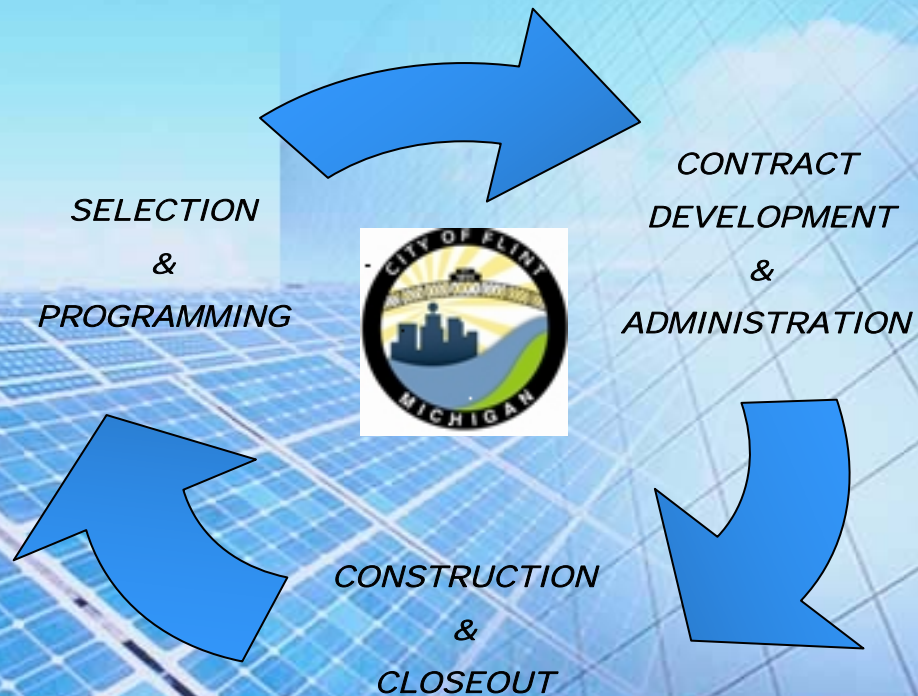 SELECTION
&
PROGRAMMING
CONTRACT
DEVELOPMENT
&
ADMINISTRATION
CITY OF FLINT
MICHIGAN
CONSTRUCTION
&
CLOSEOUT